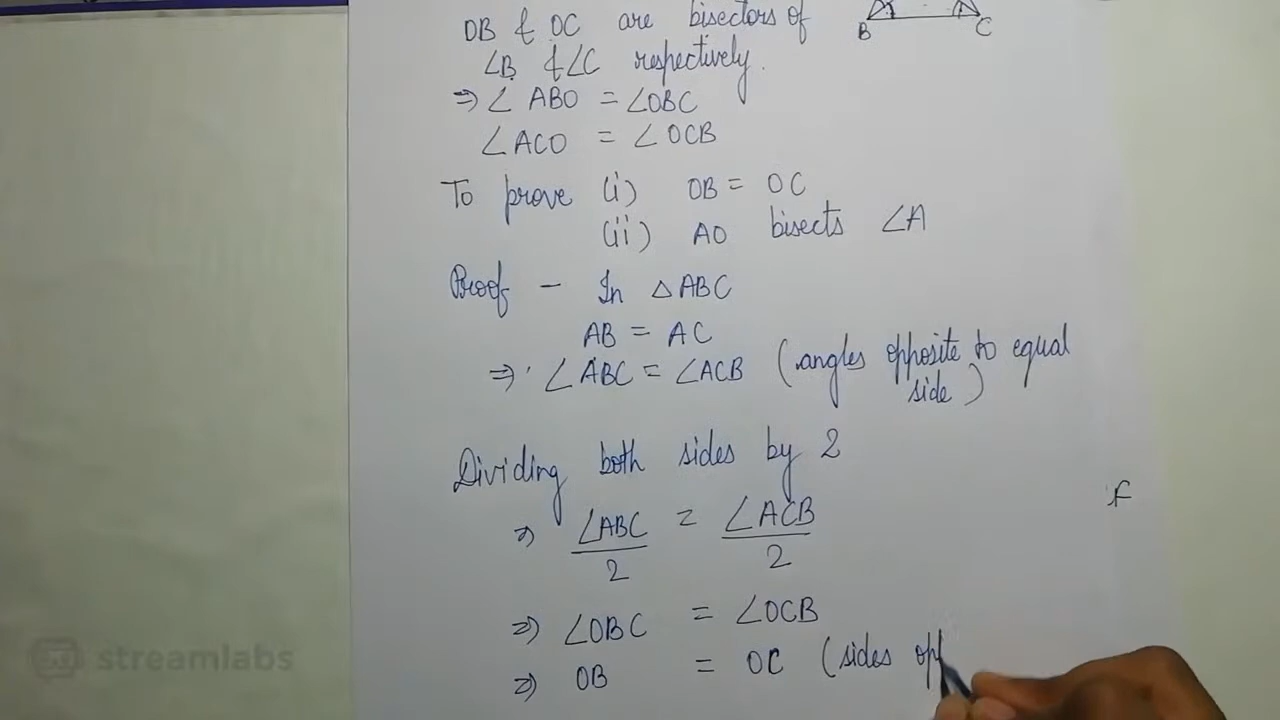 OB & OC are bisectors of
∠B & ∠C respectively.
B C
⇒ ∠ABO = ∠OBC
∠ACO = ∠OCB
To prove (i) OB = OC
(ii) AO bisects ∠A
Proof - In △ABC
AB = AC
⇒ ∠ABC = ∠ACB (angles opposite to equal
side)
Dividing both sides by 2
⇒ ∠ABC/2 = ∠ACB/2
⇒ ∠OBC = ∠OCB
⇒ OB = OC (sides opp
streamlabs